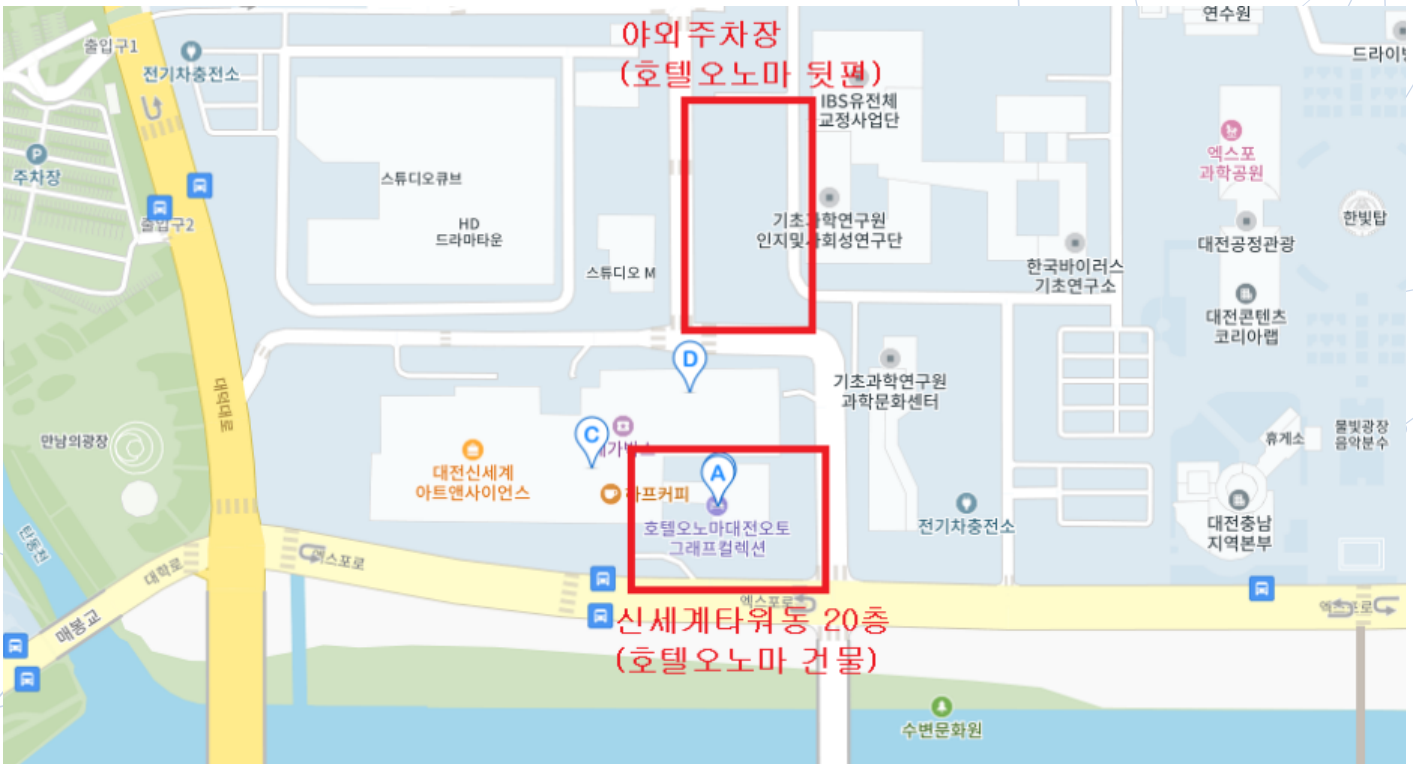 야외주차장
(호텔오노마 뒷편)
연수원
드라이빙
출입구1
전기차충전소
IBS유전체
교정사업단
엑스포
과학공원
P
주차장
스튜디오큐브
출입구2
HD
드라마타운
기초과학연구원
인지및사회성연구단
한빛탑
대전공정관광
스튜디오 M
한국바이러스
기초연구소
대전콘텐츠
코리아랩
D
기초과학연구원
과학문화센터
대덕대로
만남의광장
C
메가박스
휴게소
물빛광장
음악분수
대전신세계
아트앤사이언스
A
하프커피
호텔오노마대전오토
그래프컬렉션
전기차충전소
대전충남
지역본부
탄동천
대학로
엑스포로
매봉교
엑스포로
엑스포로
신세계타워동 20층
(호텔오노마 건물)
수변문화원